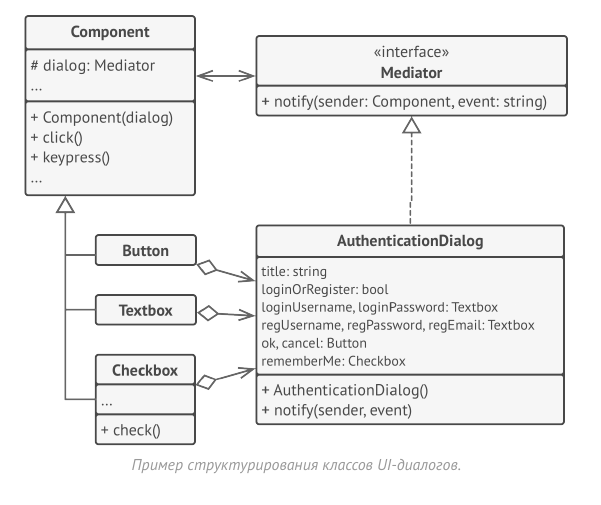 Component
# dialog: Mediator
...
+ Component(dialog)
+ click()
+ keypress()
...
«interface»
Mediator
+ notify(sender: Component, event: string)
Button
Textbox
Checkbox
...
+ check()
AuthenticationDialog
title: string
loginOrRegister: bool
loginUsername, loginPassword: Textbox
regUsername, regPassword, regEmail: Textbox
ok, cancel: Button
rememberMe: Checkbox
+ AuthenticationDialog()
+ notify(sender, event)
Пример структурирования классов UI-диалогов.